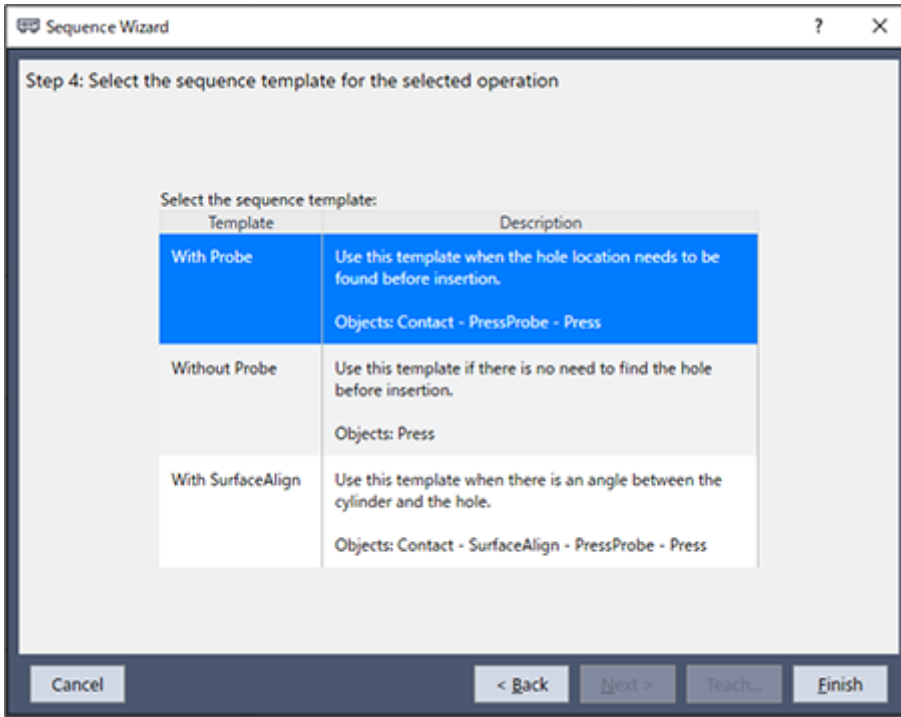 Sequence Wizard
?
Step 4: Select the sequence template for the selected operation
Select the sequence template:
Template Description
With Probe
Use this template when the hole location needs to be
found before insertion.
Objects: Contact - PressProbe - Press
Without Probe
Use this template if there is no need to find the hole
before insertion.
Objects: Press
With SurfaceAlign
Use this template when there is an angle between the
cylinder and the hole.
Objects: Contact - SurfaceAlign - PressProbe - Press
Cancel < Back Next > Teach... Finish